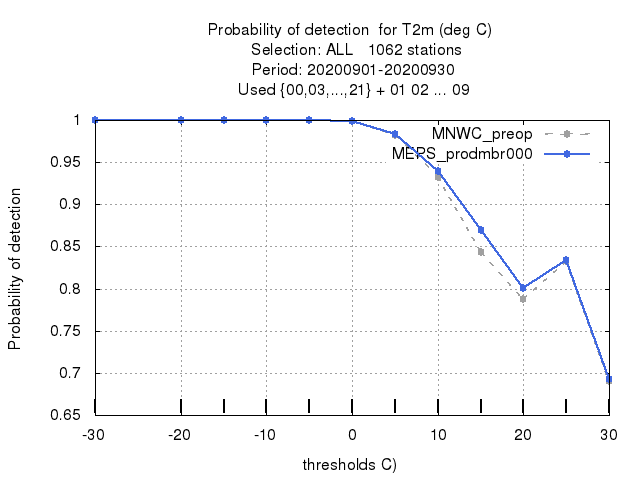 Probability of detection  for T2m (deg C)
Selection: ALL   1062 stations
Period: 20200901-20200930
Used {00,03,...,21} + 01 02 ... 09
MNWC_preop
MEPS_prodmbr000
Probability of detection
1
0.95
0.9
0.85
0.8
0.75
0.7
0.65
-30
-20
-10
0
10
20
30
thresholds C)